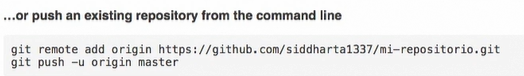 ...or push an existing repository from the command line
git remote add origin https://github.com/siddharta1337/mi-repositorio.git
git push -u origin master